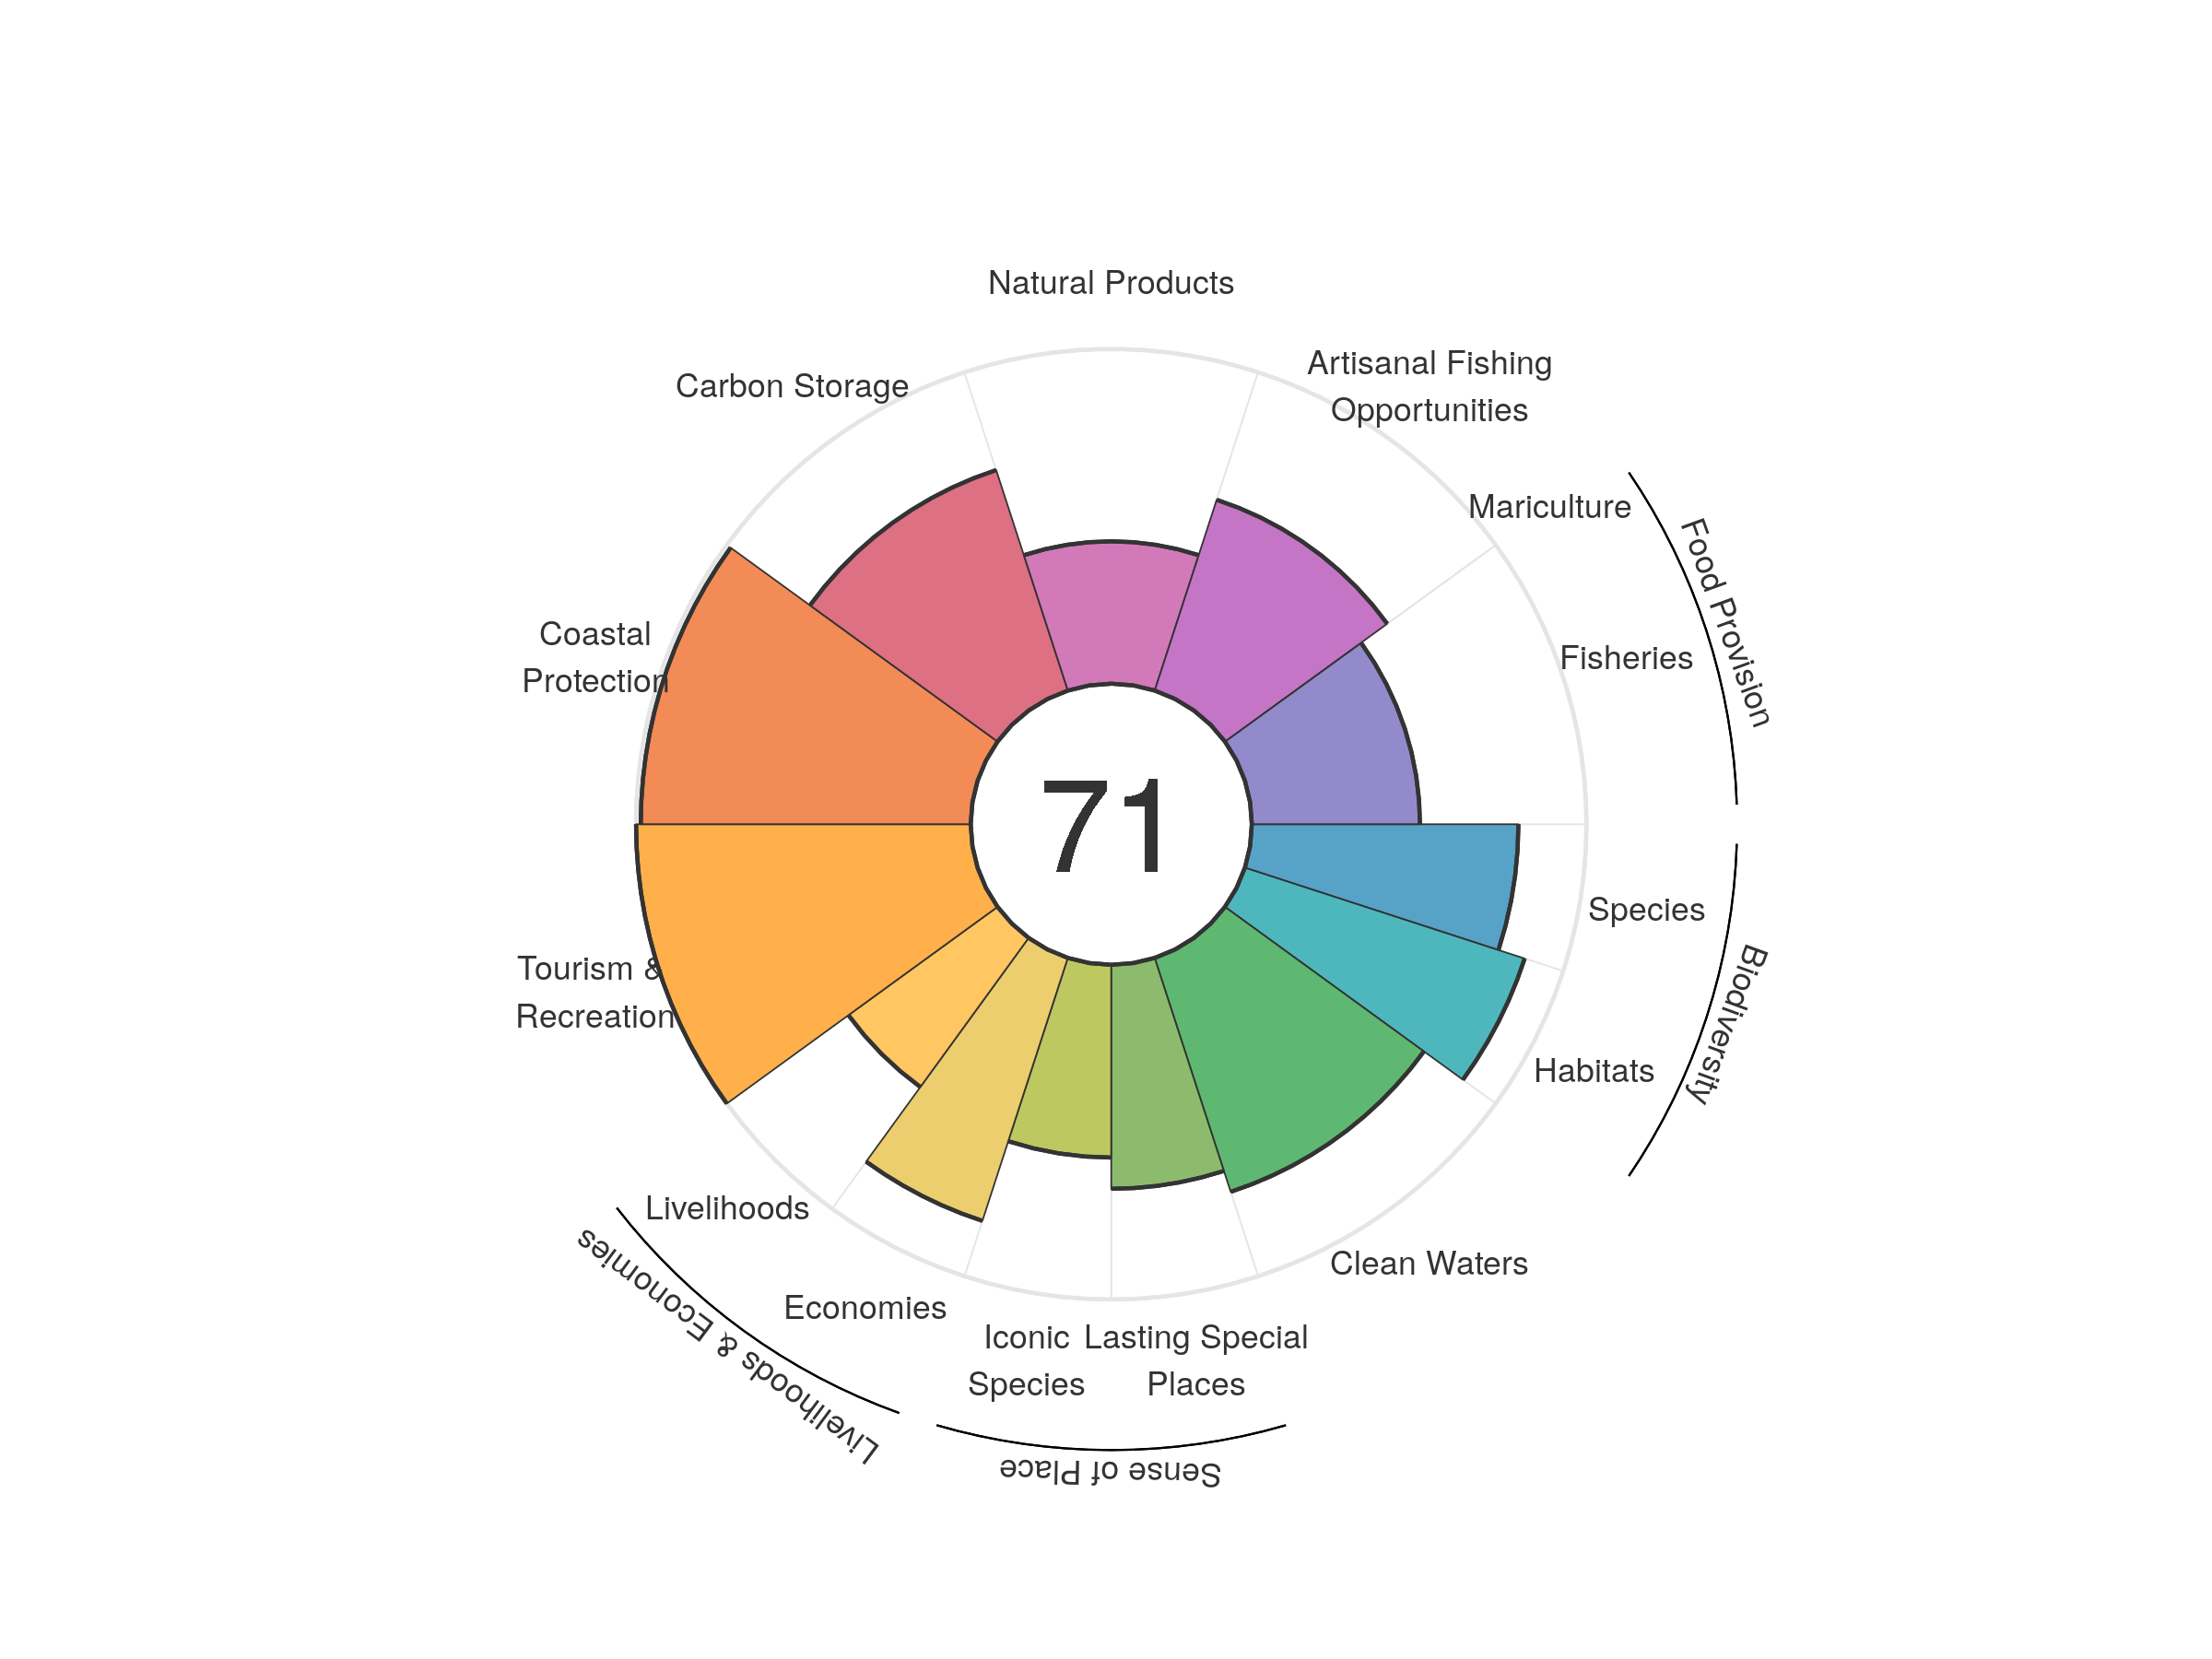 Natural Products
Artisanal Fishing
Opportunities
Carbon Storage
Mariculture
Food Provision
Fisheries
Coastal
Protection
71
Species
Biodiversity
Tourism &
Recreation
Habitats
Livelihoods
Livelihoods & Economies
Clean Waters
Economies
Iconic
Species
Lasting Special
Places
Sense of Place